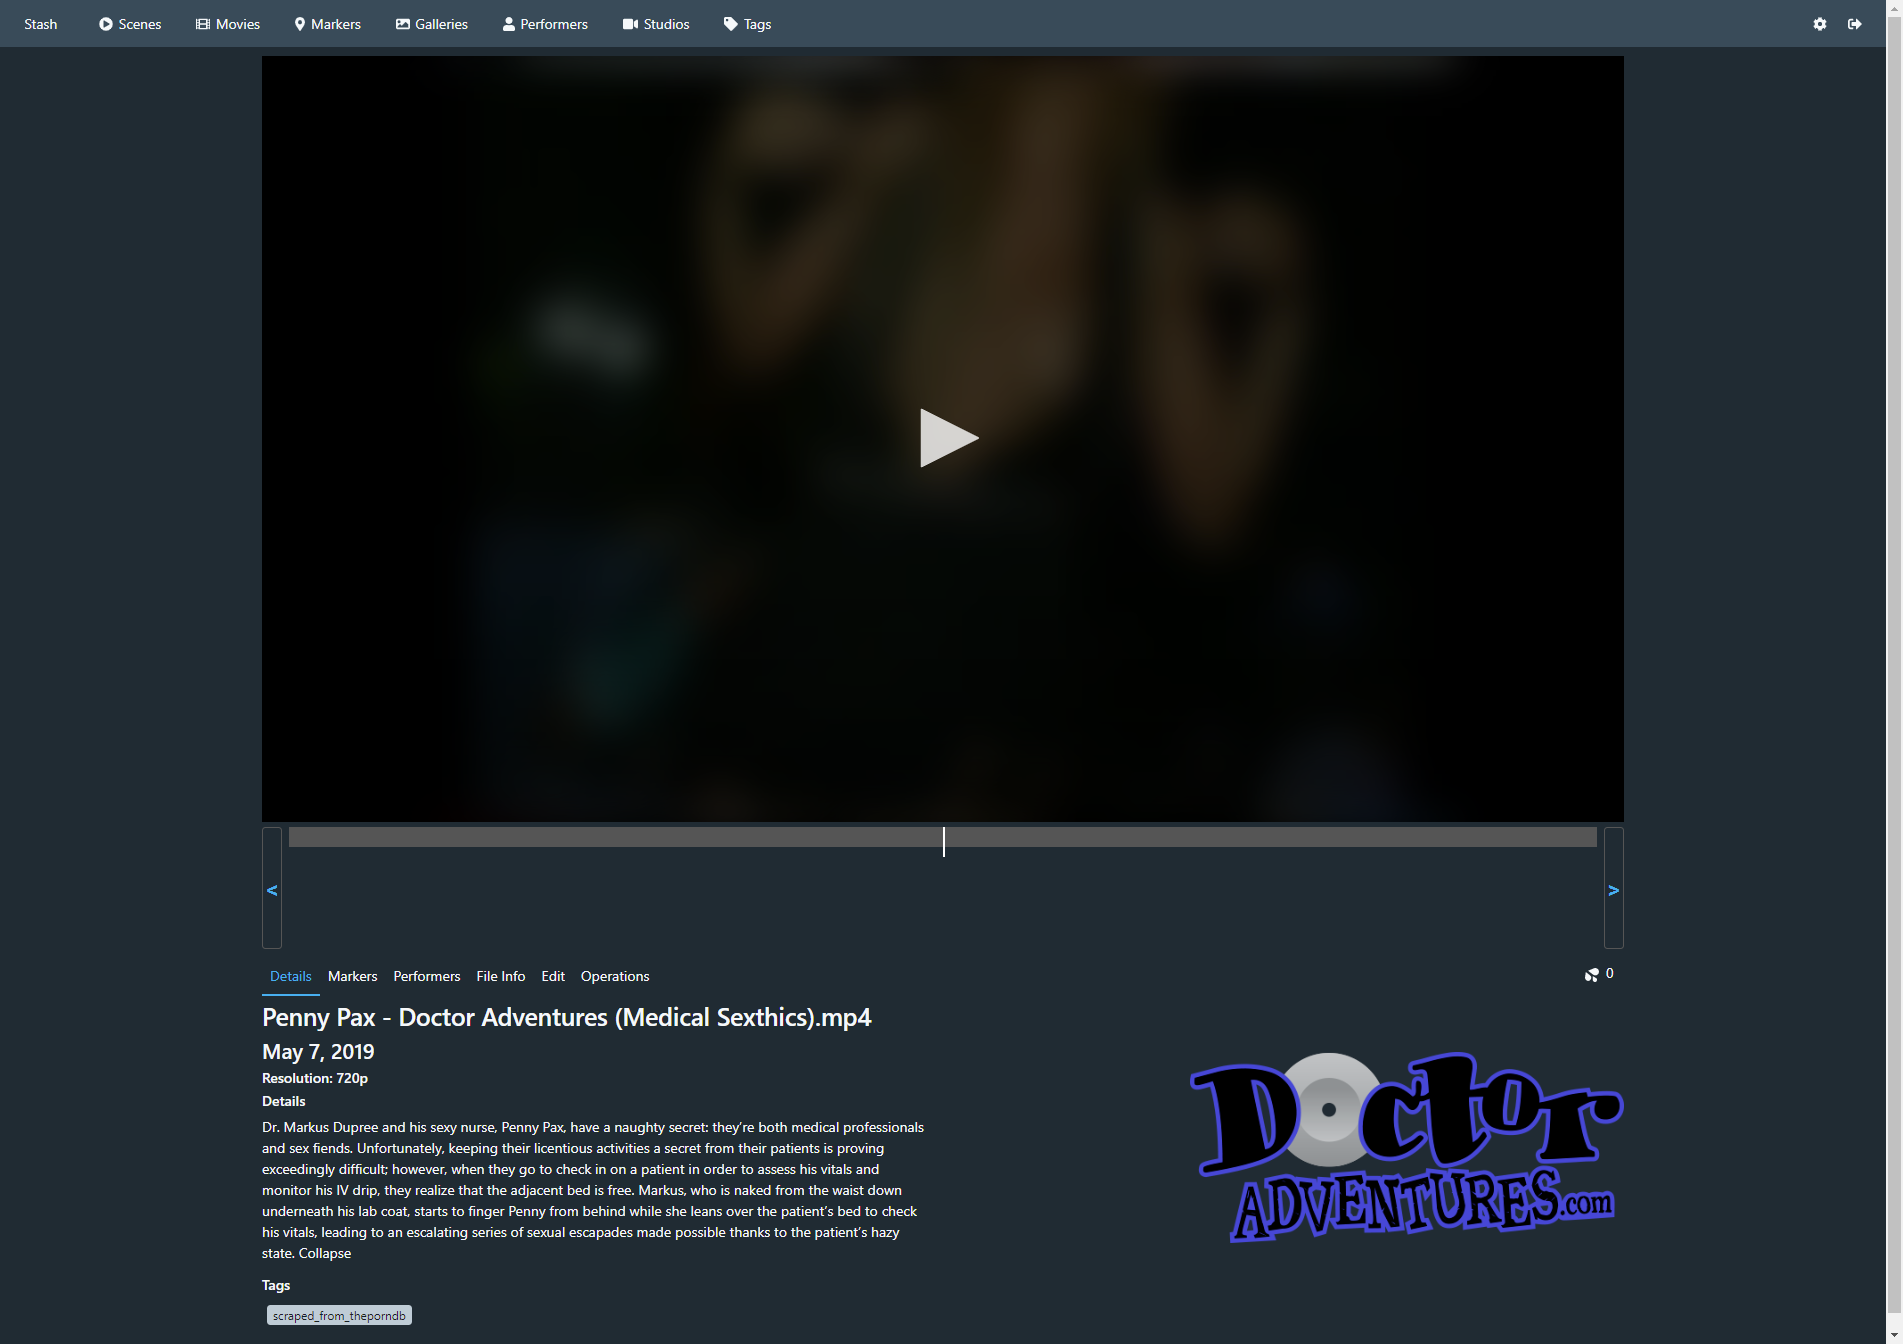 Stash Scenes Movies Markers Galleries Performers Studios Tags
<
>
Details Markers Performers File Info Edit Operations 0
Penny Pax - Doctor Adventures (Medical Sexthics).mp4
May 7, 2019
Resolution: 720p
Details
Dr. Markus Dupree and his sexy nurse, Penny Pax, have a naughty secret: they’re both medical professionals
and sex fiends. Unfortunately, keeping their licentious activities a secret from their patients is proving
exceedingly difficult; however, when they go to check in on a patient in order to assess his vitals and
monitor his IV drip, they realize that the adjacent bed is free. Markus, who is naked from the waist down
underneath his lab coat, starts to finger Penny from behind while she leans over the patient’s bed to check
his vitals, leading to an escalating series of sexual escapades made possible thanks to the patient’s hazy
state. Collapse
Tags
scraped_from_theporndb
Doctor
ADVENTURES.com